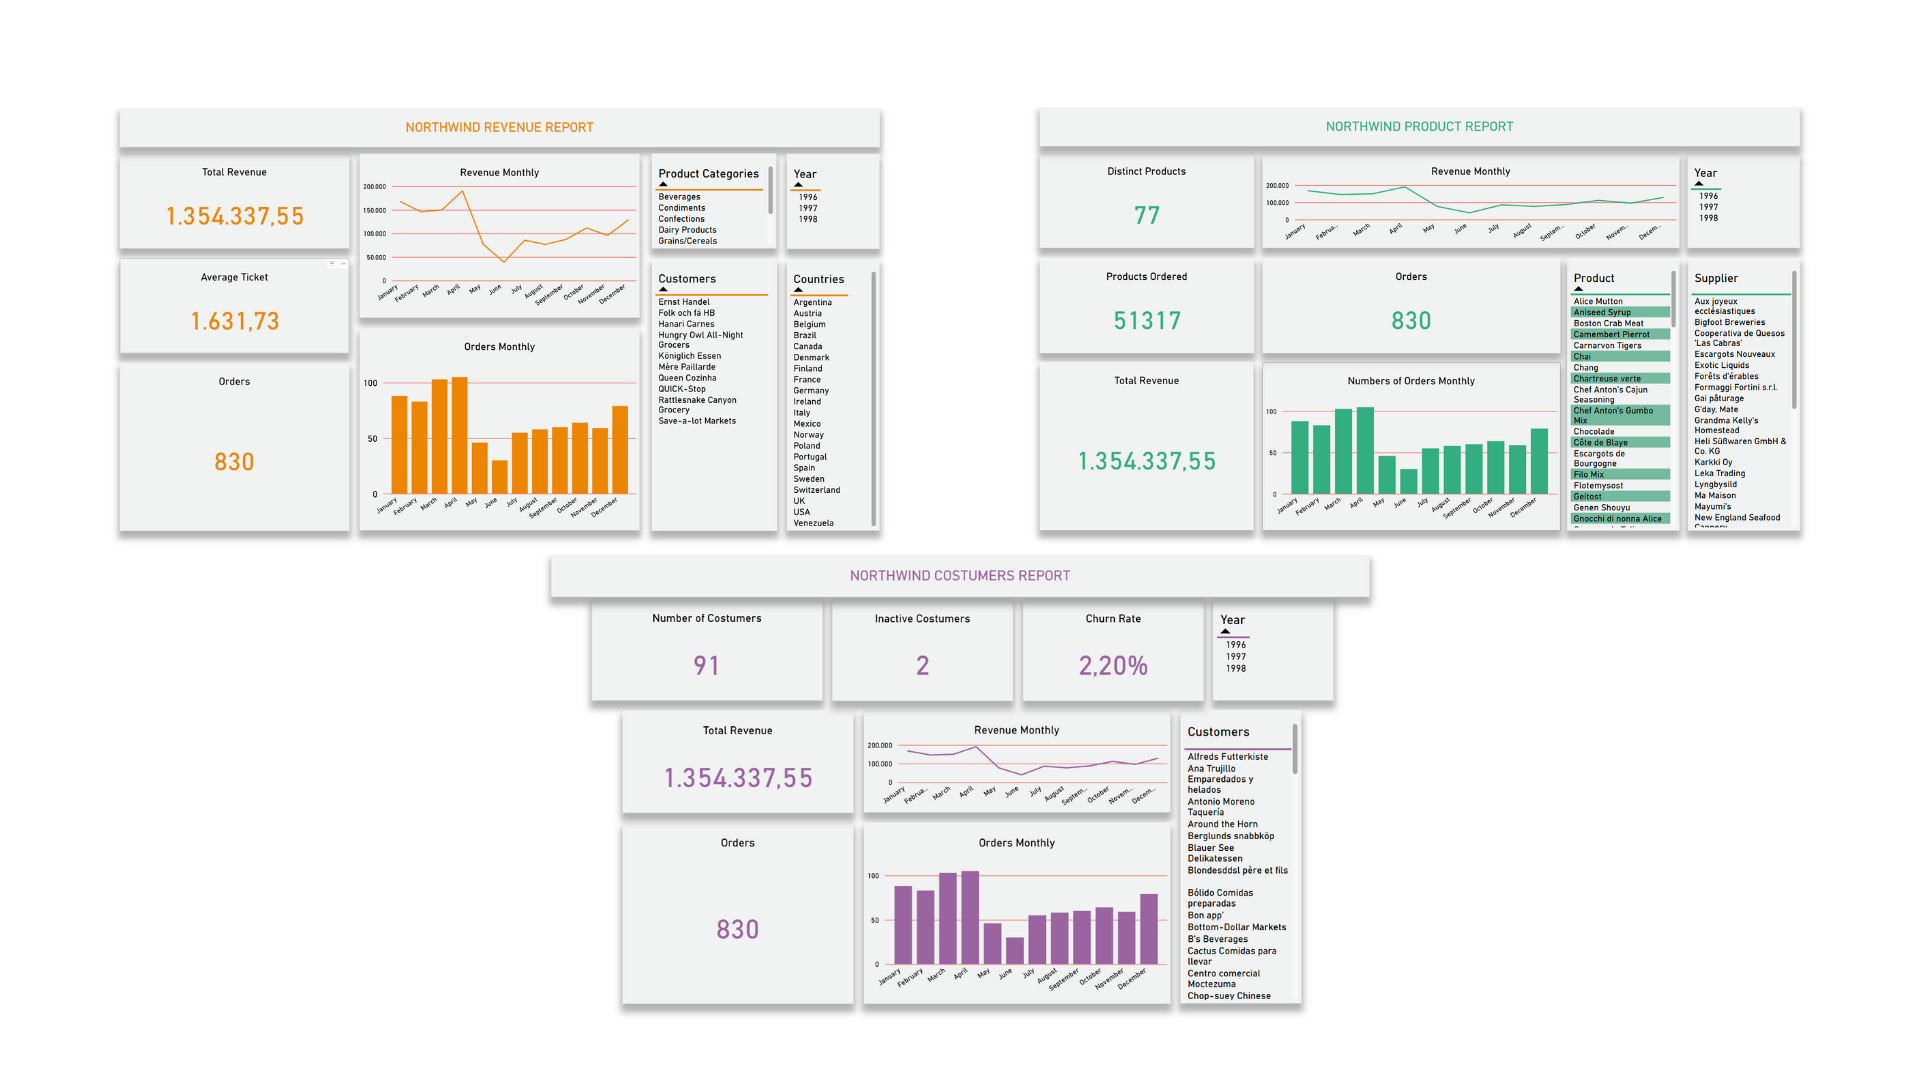 NORTHWIND REVENUE REPORT
Total Revenue
1.354.337,55
Average Ticket
1.631,73
Orders
830
Revenue Monthly
200.000
150.000
100.000
50.000
0
January
February
March
April
May
June
July
August
September
October
November
December
Orders Monthly
100
50
0
January
February
March
April
May
June
July
August
September
October
November
December
Product Categories
Beverages
Condiments
Confections
Dairy Products
Grains/Cereals
Year
1996
1997
1998
Customers
Ernst Handel
Folk och fä HB
Hanari Carnes
Hungry Owl All-Night
Grocers
Königlich Essen
Mère Paillarde
Queen Cozinha
QUICK-Stop
Rattlesnake Canyon
Grocery
Save-a-lot Markets
Countries
Argentina
Austria
Belgium
Brazil
Canada
Denmark
Finland
France
Germany
Ireland
Italy
Mexico
Norway
Poland
Portugal
Spain
Sweden
Switzerland
UK
USA
Venezuela
NORTHWIND PRODUCT REPORT
Distinct Products
77
Revenue Monthly
200.000
100.000
0
January
Februa...
March
April
May
June
July
August
Septem...
October
Novem...
Decem...
Year
1996
1997
1998
Products Ordered
51317
Orders
830
Total Revenue
1.354.337,55
Numbers of Orders Monthly
100
50
0
January
February
March
April
May
June
July
August
September
October
November
December
Product
Alice Mutton
Aniseed Syrup
Boston Crab Meat
Camembert Pierrot
Carnarvon Tigers
Chai
Chang
Chartreuse verte
Chef Anton's Cajun
Seasoning
Chef Anton's Gumbo
Mix
Chocolade
Côte de Blaye
Escargots de
Bourgogne
Filo Mix
Flotemysost
Geitost
Genen Shouyu
Gnocchi di nonna Alice
Supplier
Aux joyeux
ecclésiastiques
Bigfoot Breweries
Cooperativa de Quesos
'Las Cabras'
Escargots Nouveaux
Exotic Liquids
Forêts d'érables
Formaggi Fortini s.r.l.
Gai pâturage
G'day, Mate
Grandma Kelly's
Homestead
Heli Süßwaren GmbH &
Co. KG
Karkki Oy
Leka Trading
Lyngbysild
Ma Maison
Mayumi's
New England Seafood
NORTHWIND COSTUMERS REPORT
Number of Costumers
91
Inactive Costumers
2
Churn Rate
2,20%
Year
1996
1997
1998
Total Revenue
1.354.337,55
Orders
830
Revenue Monthly
200.000
100.000
0
January
Februa...
March
April
May
June
July
August
Septem...
October
Novem...
Decem...
Orders Monthly
100
50
0
January
February
March
April
May
June
July
August
September
October
November
December
Customers
Alfreds Futterkiste
Ana Trujillo
Emparedados y
helados
Antonio Moreno
Taquería
Around the Horn
Berglunds snabbköp
Blauer See
Delikatessen
Blondesddsl père et fils
Bólido Comidas
preparadas
Bon app'
Bottom-Dollar Markets
B's Beverages
Cactus Comidas para
llevar
Centro comercial
Moctezuma
Chop-suey Chinese